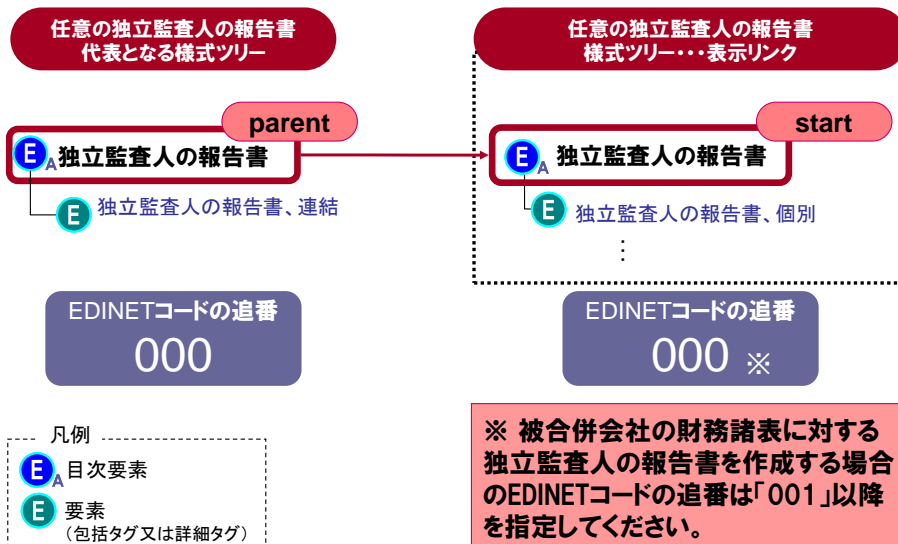 任意の独立監査人の報告書
代表となる様式ツリー
parent
E A 独立監査人の報告書
E 独立監査人の報告書、連結
EDINETコードの追番
000
任意の独立監査人の報告書
様式ツリー・・・表示リンク
start
E A 独立監査人の報告書
E 独立監査人の報告書、個別
⋮
EDINETコードの追番
000 ※
凡例
E A 目次要素
E 要素
(包括タグ又は詳細タグ)
※ 被合併会社の財務諸表に対する
独立監査人の報告書を作成する場合
のEDINETコードの追番は「001」以降
を指定してください。